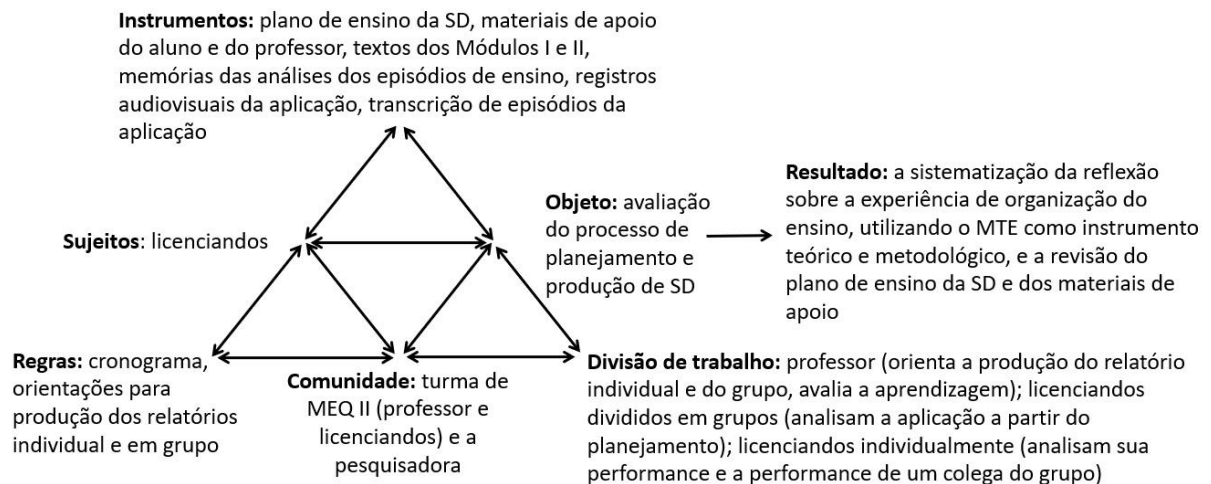 Instrumentos: plano de ensino da SD, materiais de apoio
do aluno e do professor, textos dos Módulos I e II,
memórias das análises dos episódios de ensino, registros
audiovisuais da aplicação, transcrição de episódios da
aplicação
Sujeitos: licenciandos
Objeto: avaliação
do processo de
planejamento e
produção de SD
Resultado: a sistematização da reflexão
sobre a experiência de organização do
ensino, utilizando o MTE como instrumento
teórico e metodológico, e a revisão do
plano de ensino da SD e dos materiais de
apoio
Regras: cronograma,
orientações para
produção dos relatórios
individual e em grupo
Comunidade: turma de
MEQ II (professor e
licenciandos) e a
pesquisadora
Divisão de trabalho: professor (orienta a produção do relatório
individual e do grupo, avalia a aprendizagem); licenciandos
divididos em grupos (analisam a aplicação a partir do
planejamento); licenciandos individualmente (analisam sua
performance e a performance de um colega do grupo)